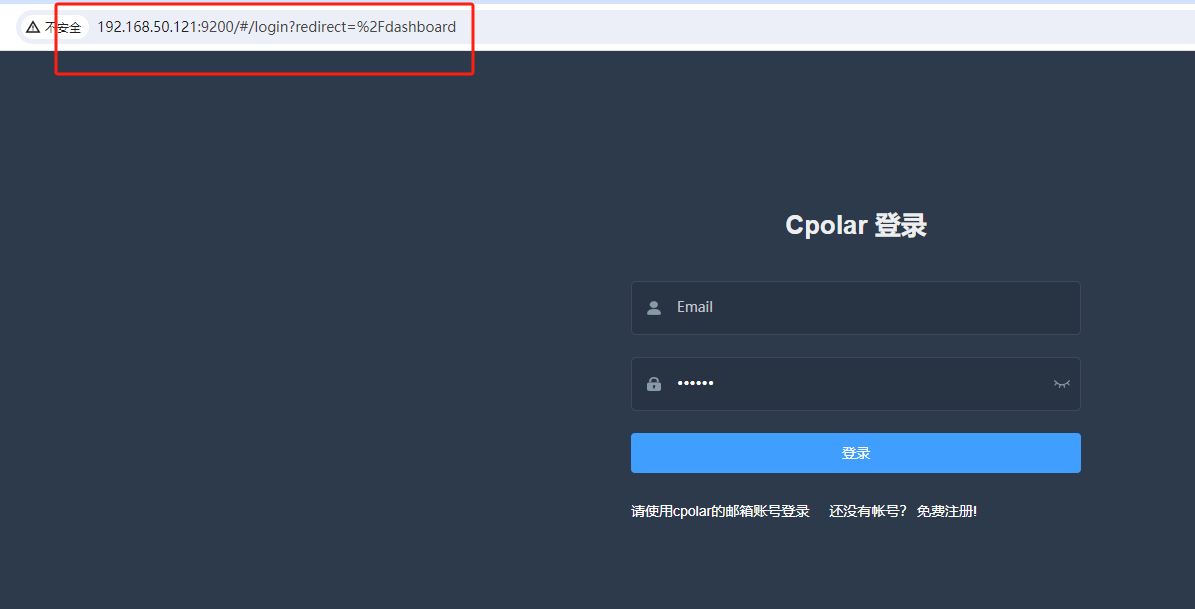 不安全 192.168.50.121:9200/#/login?redirect=%2Fdashboard
Cpolar 登录
Email
••••••
登录
请使用cpolar的邮箱账号登录 还没有帐号？ 免费注册!